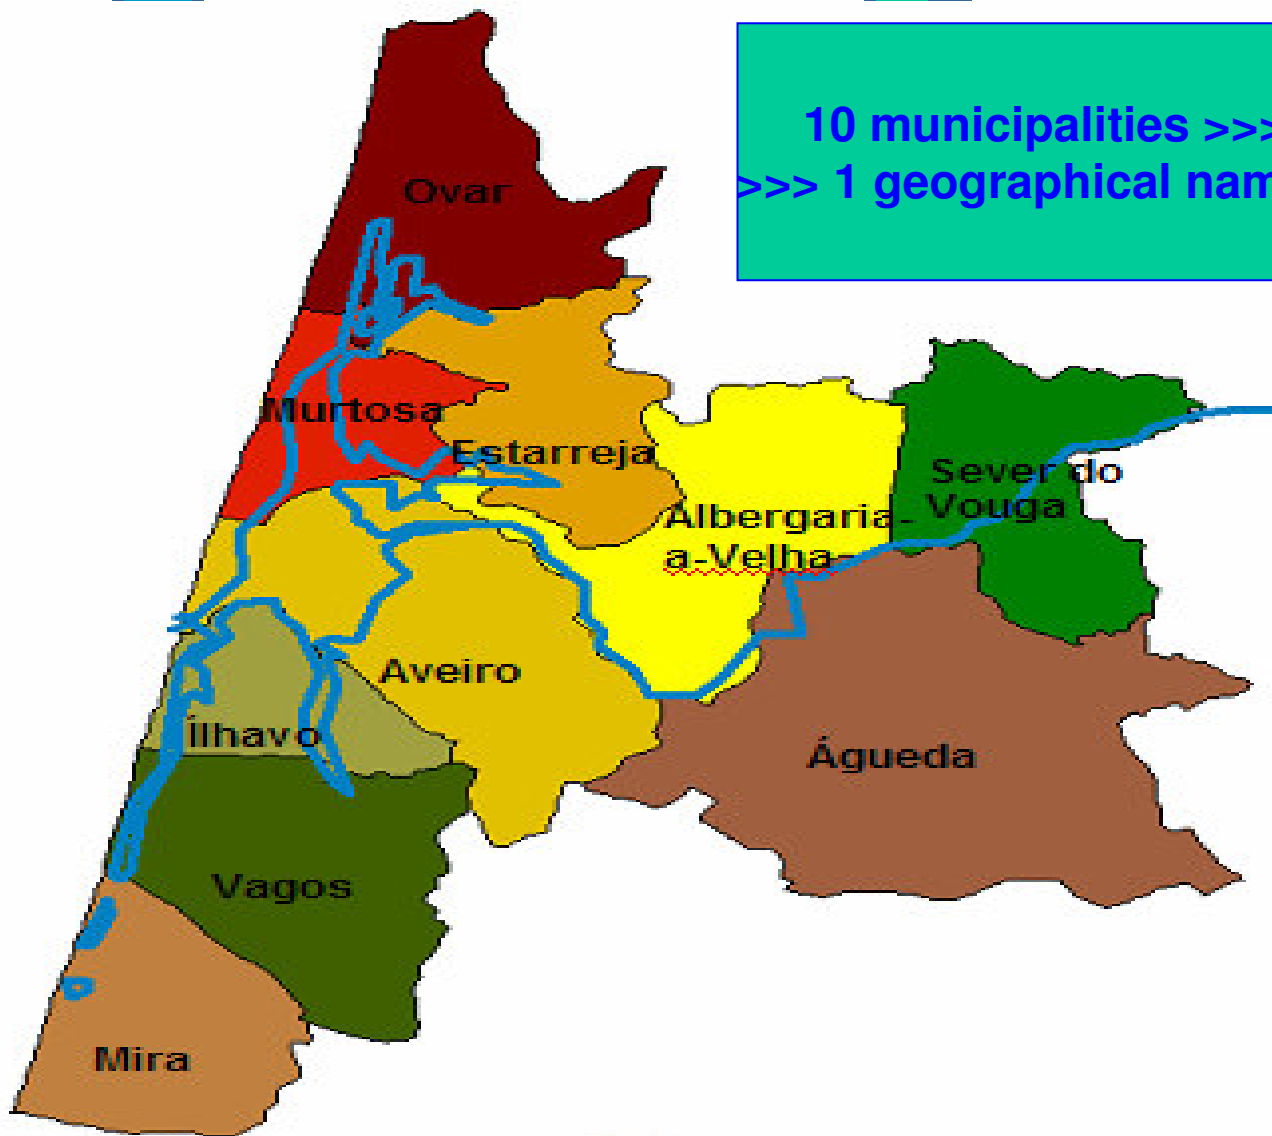 10 municipalities >>>
>>> 1 geographical nam
Ovar
Murtosa
Estarreja
Sever do
Vouga
Albergaria-
a-Velha-
Aveiro
Ílhavo
Águeda
Vagos
Mira